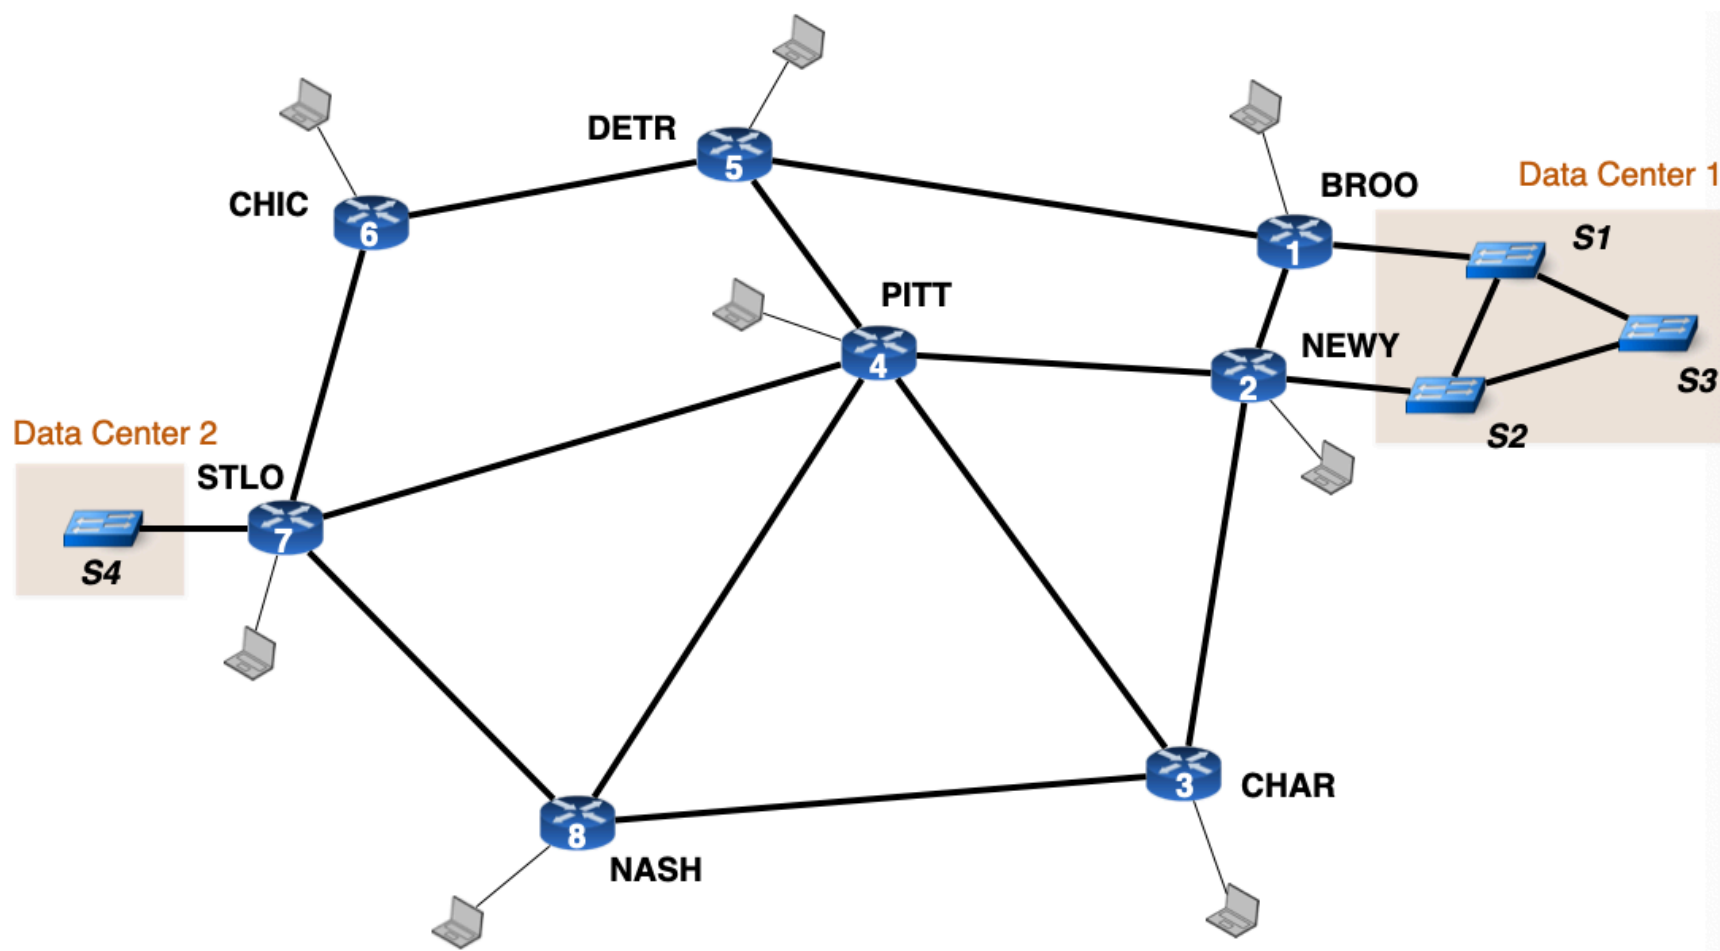 DETR
5
CHIC
6
BROO
1
Data Center 1
S1
S3
S2
PITT
4
NEWY
2
Data Center 2
STLO
7
S4
3
CHAR
8
NASH